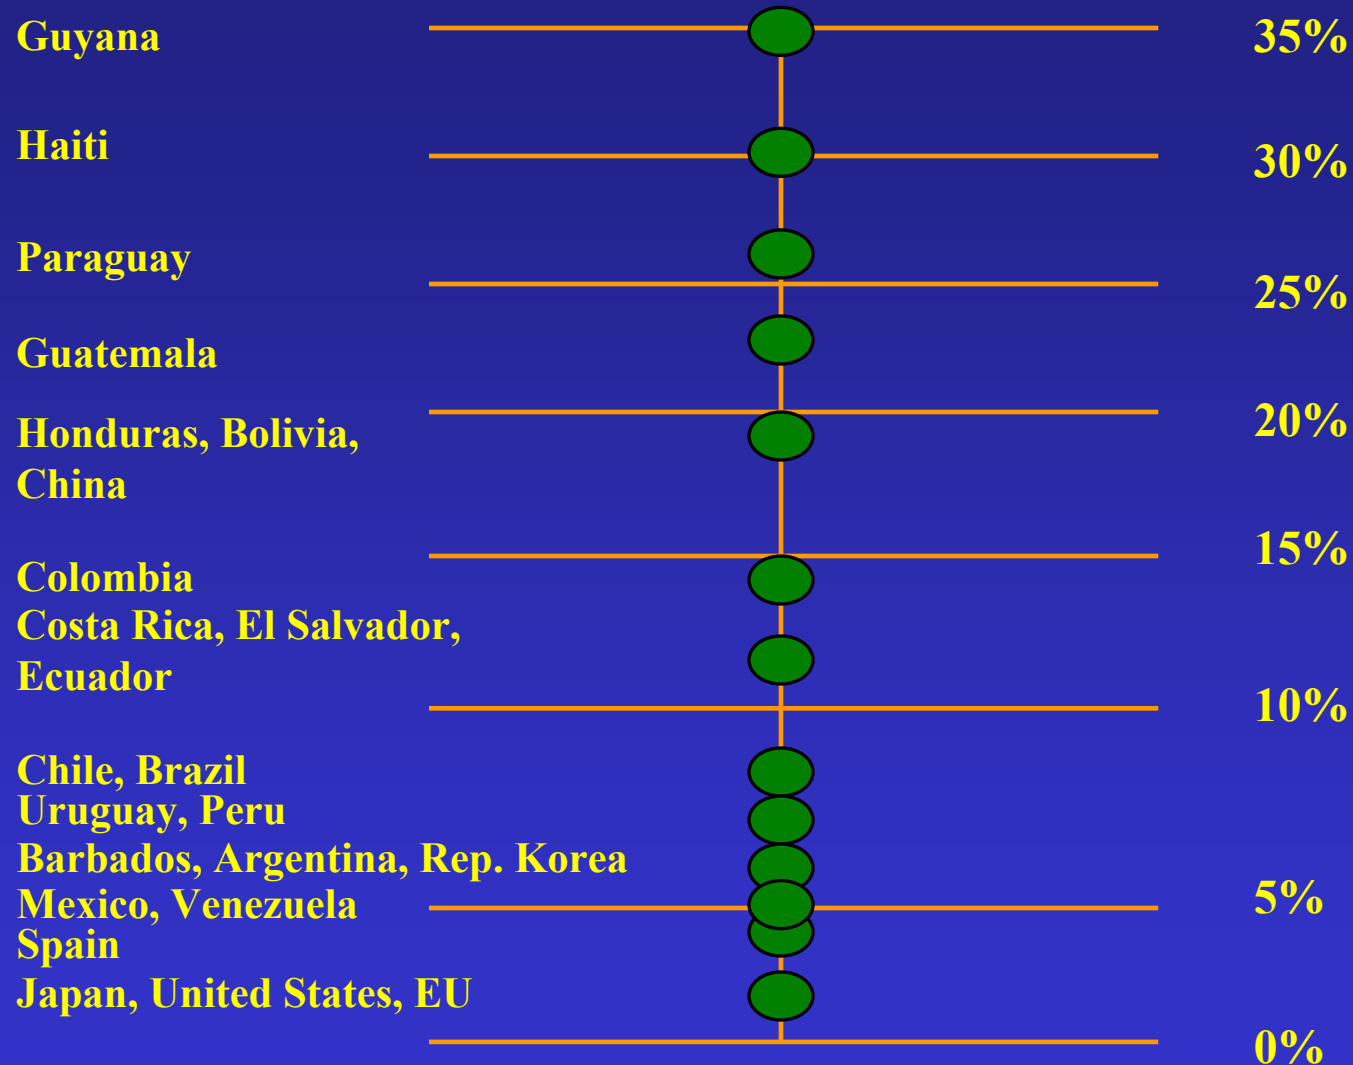 Guyana
35%
Haiti
30%
Paraguay
25%
Guatemala
20%
Honduras, Bolivia,
China
15%
Colombia
Costa Rica, El Salvador,
Ecuador
10%
Chile, Brazil
Uruguay, Peru
Barbados, Argentina, Rep. Korea
Mexico, Venezuela
5%
Spain
Japan, United States, EU
0%